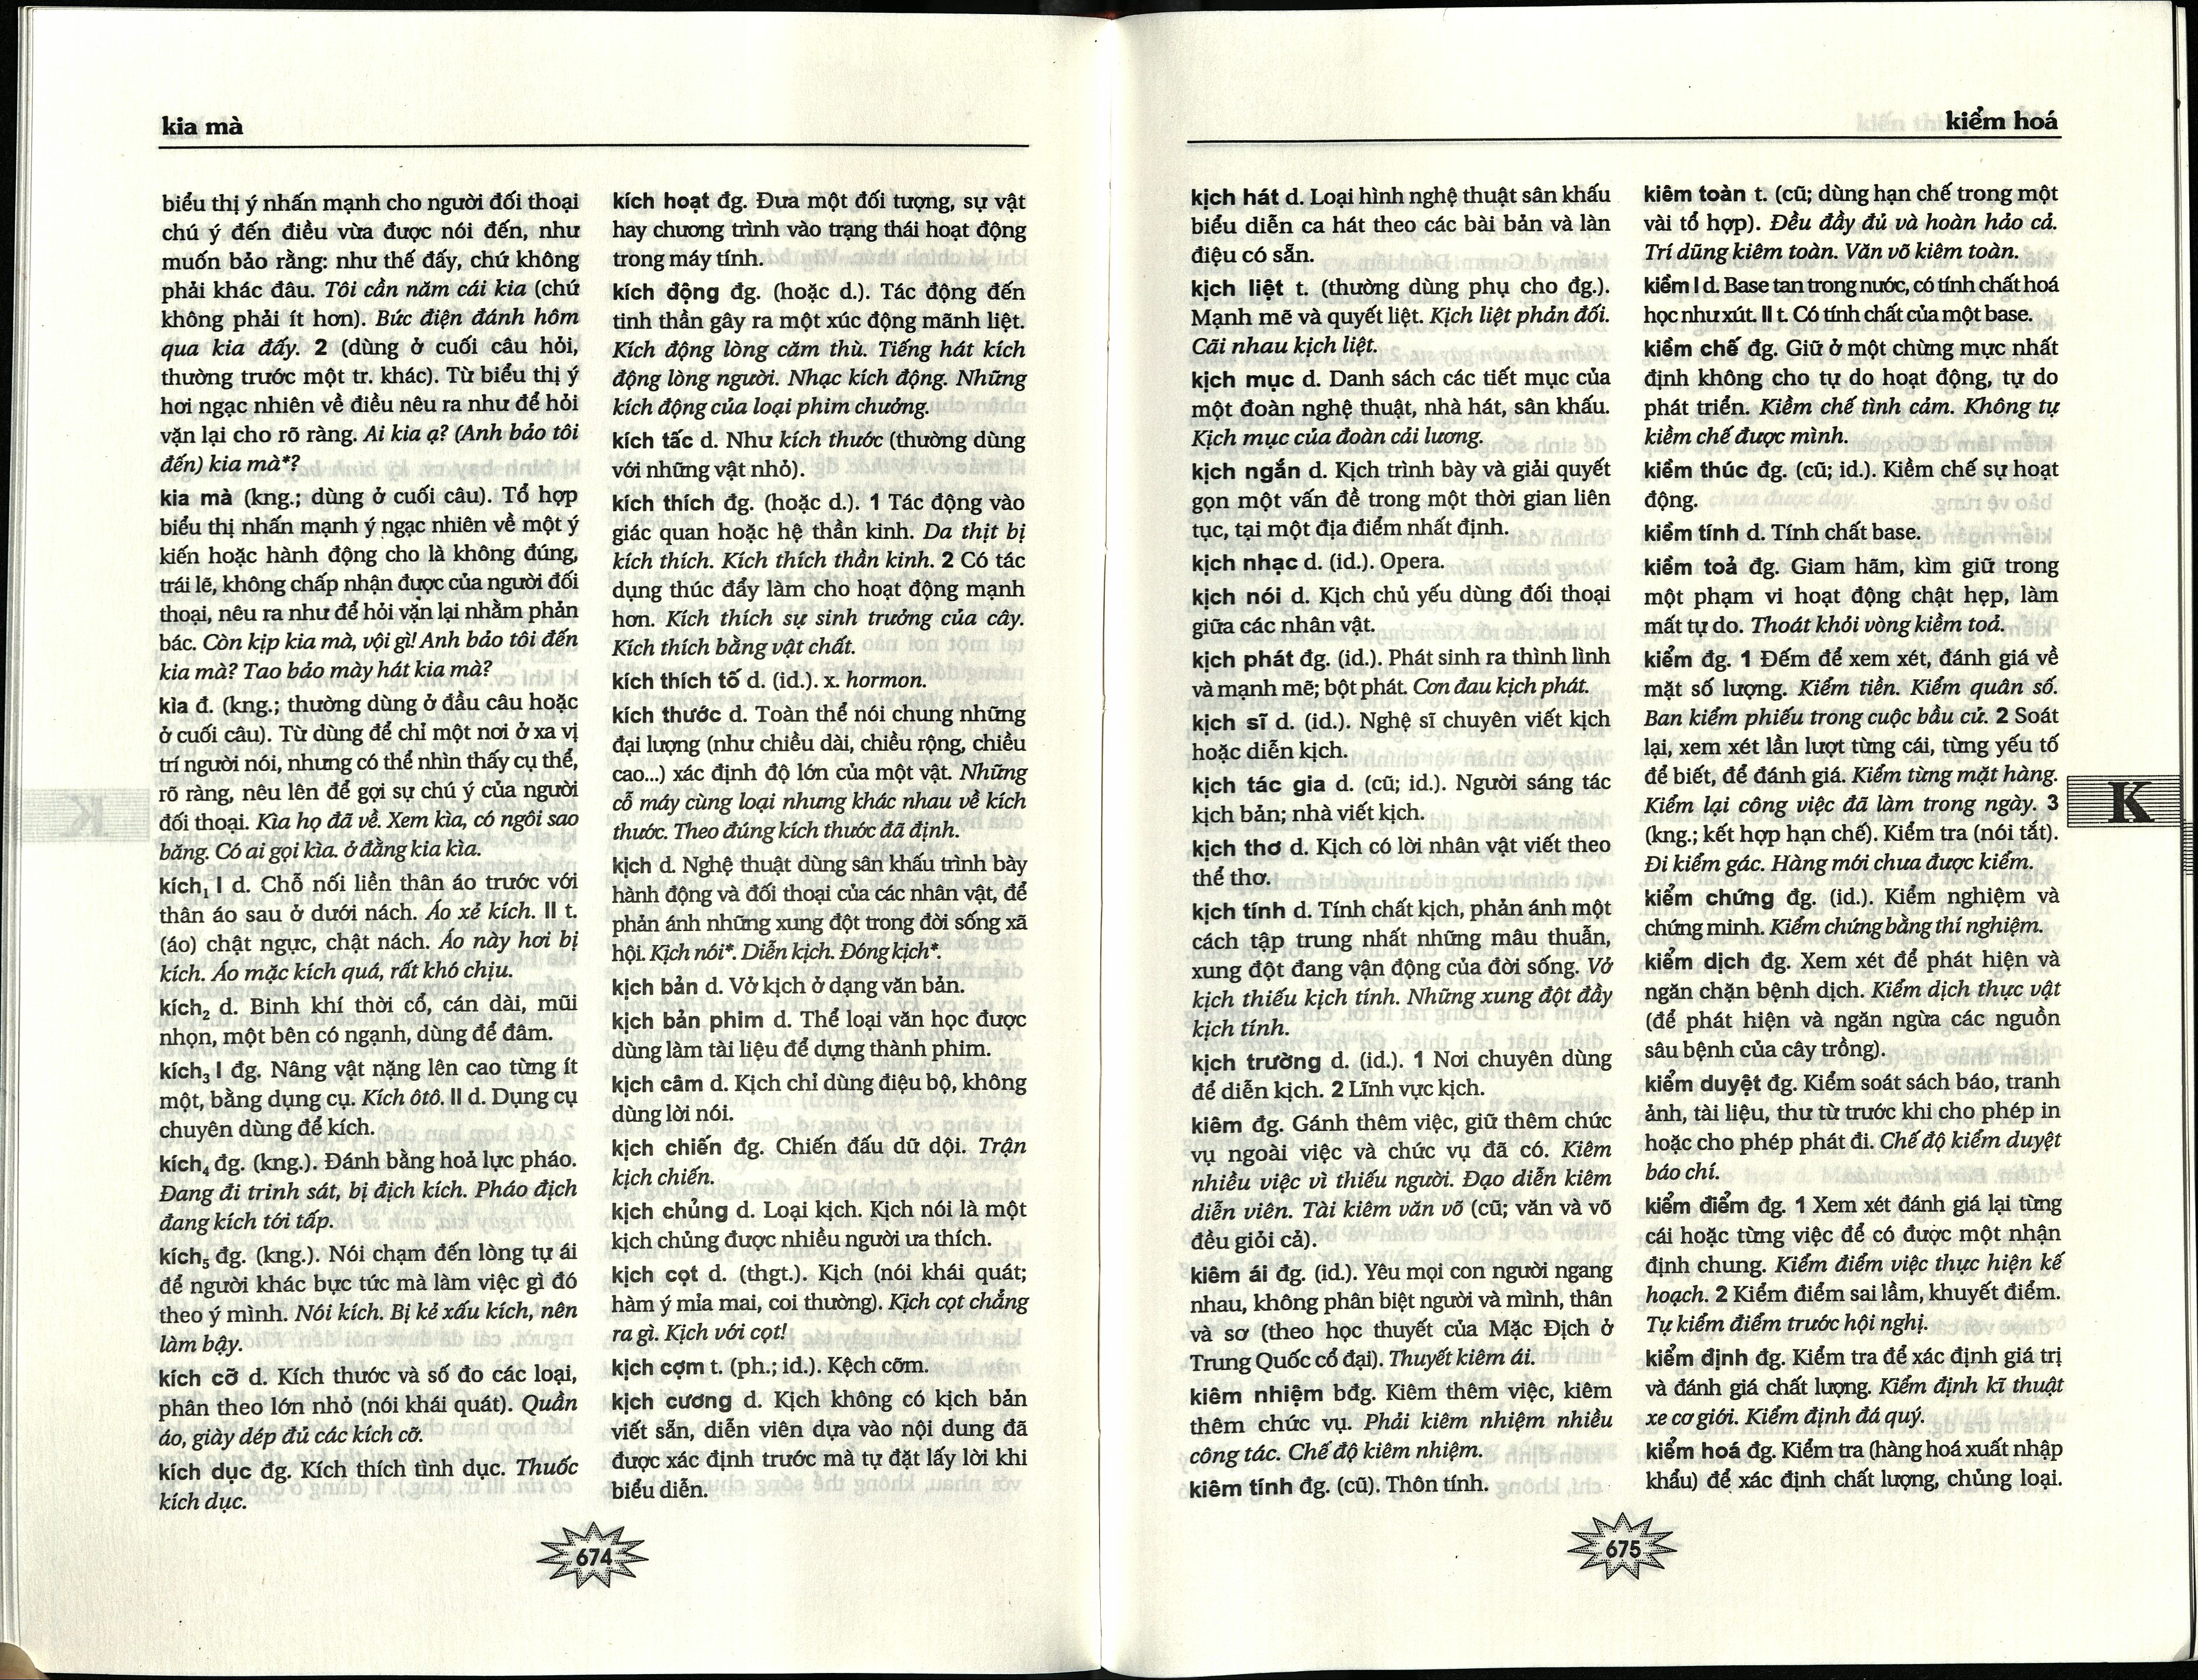 kia mà
biểu thị ý nhấn mạnh cho người đối thoại
chú ý đến điều vừa được nói đến, như
muốn bảo rằng: như thế đấy, chứ không
phải khác đâu. Tôi cần năm cái kia (chứ
không phải ít hơn). Bức điện đánh hôm
qua kia đấy. 2 (dùng ở cuối câu hỏi,
thường trước một tr. khác). Từ biểu thị ý
hơi ngạc nhiên về điều nêu ra như để hỏi
vặn lại cho rõ ràng. Ai kia ạ? (Anh bảo tôi
đến) kia mà*?
kia mà (kng.; dùng ở cuối câu). Tổ hợp
biểu thị nhấn mạnh ý ngạc nhiên về một ý
kiến hoặc hành động cho là không đúng,
trái lẽ, không chấp nhận được của người đối
thoại, nêu ra như để hỏi vặn lại nhằm phản
bác. Còn kịp kia mà, vội gì! Anh bảo tôi đến
kia mà? Tao bảo mày hát kia mà?
kìa đ. (kng.; thường dùng ở đầu câu hoặc
ở cuối câu). Từ dùng để chỉ một nơi ở xa vị
trí người nói, nhưng có thể nhìn thấy cụ thể,
rõ ràng, nêu lên để gợi sự chú ý của người
đối thoại. Kìa họ đã về. Xem kìa, có ngôi sao
băng. Có ai gọi kìa. ở đằng kia kìa.
kích₁ I d. Chỗ nối liền thân áo trước với
thân áo sau ở dưới nách. Áo xẻ kích. II t.
(áo) chật ngực, chật nách. Áo này hơi bị
kích. Áo mặc kích quá, rất khó chịu.
kích₂ d. Binh khí thời cổ, cán dài, mũi
nhọn, một bên có ngạnh, dùng để đâm.
kích₃ I đg. Nâng vật nặng lên cao từng ít
một, bằng dụng cụ. Kích ôtô. II d. Dụng cụ
chuyên dùng để kích.
kích₄ đg. (kng.). Đánh bằng hoả lực pháo.
Đang đi trinh sát, bị địch kích. Pháo địch
đang kích tới tấp.
kích₅ đg. (kng.). Nói chạm đến lòng tự ái
để người khác bực tức mà làm việc gì đó
theo ý mình. Nói kích. Bị kẻ xấu kích, nên
làm bậy.
kích cỡ d. Kích thước và số đo các loại,
phân theo lớn nhỏ (nói khái quát). Quần
áo, giày dép đủ các kích cỡ.
kích dục đg. Kích thích tình dục. Thuốc
kích dục.
kích hoạt đg. Đưa một đối tượng, sự vật
hay chương trình vào trạng thái hoạt động
trong máy tính.
kích động đg. (hoặc d.). Tác động đến
tinh thần gây ra một xúc động mãnh liệt.
Kích động lòng căm thù. Tiếng hát kích
động lòng người. Nhạc kích động. Những
kích động của loại phim chưởng.
kích tấc d. Như kích thước (thường dùng
với những vật nhỏ).
kích thích đg. (hoặc d.). 1 Tác động vào
giác quan hoặc hệ thần kinh. Da thịt bị
kích thích. Kích thích thần kinh. 2 Có tác
dụng thúc đẩy làm cho hoạt động mạnh
hơn. Kích thích sự sinh trưởng của cây.
Kích thích bằng vật chất.
kích thích tố d. (id.). x. hormon.
kích thước d. Toàn thể nói chung những
đại lượng (như chiều dài, chiều rộng, chiều
cao...) xác định độ lớn của một vật. Những
cỗ máy cùng loại nhưng khác nhau về kích
thước. Theo đúng kích thước đã định.
kịch d. Nghệ thuật dùng sân khấu trình bày
hành động và đối thoại của các nhân vật, để
phản ánh những xung đột trong đời sống xã
hội. Kịch nói*. Diễn kịch. Đóng kịch*.
kịch bản d. Vở kịch ở dạng văn bản.
kịch bản phim d. Thể loại văn học được
dùng làm tài liệu để dựng thành phim.
kịch câm d. Kịch chỉ dùng điệu bộ, không
dùng lời nói.
kịch chiến đg. Chiến đấu dữ dội. Trận
kịch chiến.
kịch chủng d. Loại kịch. Kịch nói là một
kịch chủng được nhiều người ưa thích.
kịch cọt d. (thgt.). Kịch (nói khái quát;
hàm ý mỉa mai, coi thường). Kịch cọt chẳng
ra gì. Kịch với cọt!
kịch cợm t. (ph.; id.). Kệch cỡm.
kịch cương d. Kịch không có kịch bản
viết sẵn, diễn viên dựa vào nội dung đã
được xác định trước mà tự đặt lấy lời khi
biểu diễn.
674
kiểm hoá
kịch hát d. Loại hình nghệ thuật sân khấu
biểu diễn ca hát theo các bài bản và làn
điệu có sẵn.
kịch liệt t. (thường dùng phụ cho đg.).
Mạnh mẽ và quyết liệt. Kịch liệt phản đối.
Cãi nhau kịch liệt.
kịch mục d. Danh sách các tiết mục của
một đoàn nghệ thuật, nhà hát, sân khấu.
Kịch mục của đoàn cải lương.
kịch ngắn d. Kịch trình bày và giải quyết
gọn một vấn đề trong một thời gian liên
tục, tại một địa điểm nhất định.
kịch nhạc d. (id.). Opera.
kịch nói d. Kịch chủ yếu dùng đối thoại
giữa các nhân vật.
kịch phát đg. (id.). Phát sinh ra thình lình
và mạnh mẽ; bột phát. Cơn đau kịch phát.
kịch sĩ d. (id.). Nghệ sĩ chuyên viết kịch
hoặc diễn kịch.
kịch tác gia d. (cũ; id.). Người sáng tác
kịch bản; nhà viết kịch.
kịch thơ d. Kịch có lời nhân vật viết theo
thể thơ.
kịch tính d. Tính chất kịch, phản ánh một
cách tập trung nhất những mâu thuẫn,
xung đột đang vận động của đời sống. Vở
kịch thiếu kịch tính. Những xung đột đầy
kịch tính.
kịch trường d. (id.). 1 Nơi chuyên dùng
để diễn kịch. 2 Lĩnh vực kịch.
kiêm đg. Gánh thêm việc, giữ thêm chức
vụ ngoài việc và chức vụ đã có. Kiêm
nhiều việc vì thiếu người. Đạo diễn kiêm
diễn viên. Tài kiêm văn võ (cũ; văn và võ
đều giỏi cả).
kiêm ái đg. (id.). Yêu mọi con người ngang
nhau, không phân biệt người và mình, thân
và sơ (theo học thuyết của Mặc Địch ở
Trung Quốc cổ đại). Thuyết kiêm ái.
kiêm nhiệm bđg. Kiêm thêm việc, kiêm
thêm chức vụ. Phải kiêm nhiệm nhiều
công tác. Chế độ kiêm nhiệm.
kiêm tính đg. (cũ). Thôn tính.
kiêm toàn t. (cũ; dùng hạn chế trong một
vài tổ hợp). Đều đầy đủ và hoàn hảo cả.
Trí dũng kiêm toàn. Văn võ kiêm toàn.
kiềm I d. Base tan trong nước, có tính chất hoá
học như xút. II t. Có tính chất của một base.
kiềm chế đg. Giữ ở một chừng mực nhất
định không cho tự do hoạt động, tự do
phát triển. Kiềm chế tình cảm. Không tự
kiềm chế được mình.
kiềm thúc đg. (cũ; id.). Kiềm chế sự hoạt
động.
kiềm tính d. Tính chất base.
kiềm toả đg. Giam hãm, kìm giữ trong
một phạm vi hoạt động chật hẹp, làm
mất tự do. Thoát khỏi vòng kiềm toả.
kiểm đg. 1 Đếm để xem xét, đánh giá về
mặt số lượng. Kiểm tiền. Kiểm quân số.
Ban kiểm phiếu trong cuộc bầu cử. 2 Soát
lại, xem xét lần lượt từng cái, từng yếu tố
để biết, để đánh giá. Kiểm từng mặt hàng.
Kiểm lại công việc đã làm trong ngày. 3
(kng.; kết hợp hạn chế). Kiểm tra (nói tắt).
Đi kiểm gác. Hàng mới chưa được kiểm.
kiểm chứng đg. (id.). Kiểm nghiệm và
chứng minh. Kiểm chứng bằng thí nghiệm.
kiểm dịch đg. Xem xét để phát hiện và
ngăn chặn bệnh dịch. Kiểm dịch thực vật
(để phát hiện và ngăn ngừa các nguồn
sâu bệnh của cây trồng).
kiểm duyệt đg. Kiểm soát sách báo, tranh
ảnh, tài liệu, thư từ trước khi cho phép in
hoặc cho phép phát đi. Chế độ kiểm duyệt
báo chí.
kiểm điểm đg. 1 Xem xét đánh giá lại từng
cái hoặc từng việc để có được một nhận
định chung. Kiểm điểm việc thực hiện kế
hoạch. 2 Kiểm điểm sai lầm, khuyết điểm.
Tự kiểm điểm trước hội nghị.
kiểm định đg. Kiểm tra để xác định giá trị
và đánh giá chất lượng. Kiểm định kĩ thuật
xe cơ giới. Kiểm định đá quý.
kiểm hoá đg. Kiểm tra (hàng hoá xuất nhập
khẩu) để xác định chất lượng, chủng loại.
K
675